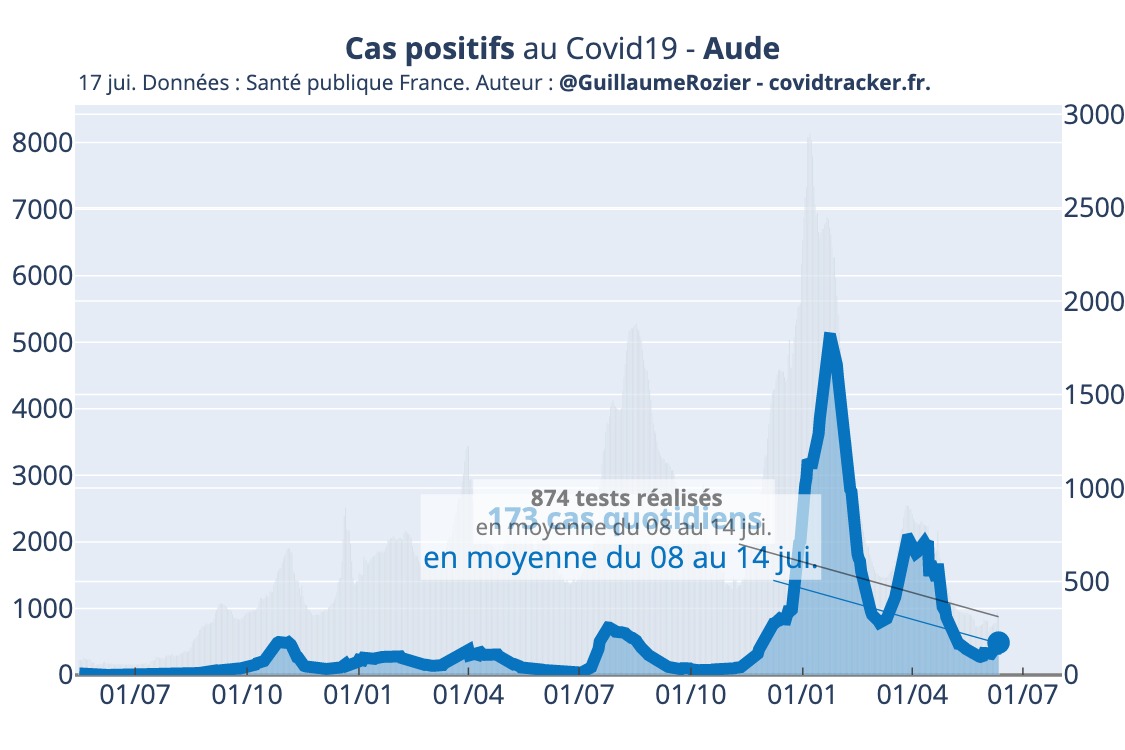 Cas positifs au Covid19 - Aude
17 jui. Données : Santé publique France. Auteur : @GuillaumeRozier - covidtracker.fr.
3000
8000
7000
2500
6000
2000
5000
1500
4000
3000
1000
874 tests réalisés
173 cas quotidiens
en moyenne du 08 au 14 jui.
2000
en moyenne du 08 au 14 jui.
500
1000
0
0
01/07 01/10 01/01 01/04 01/07 01/10 01/01 01/04 01/07